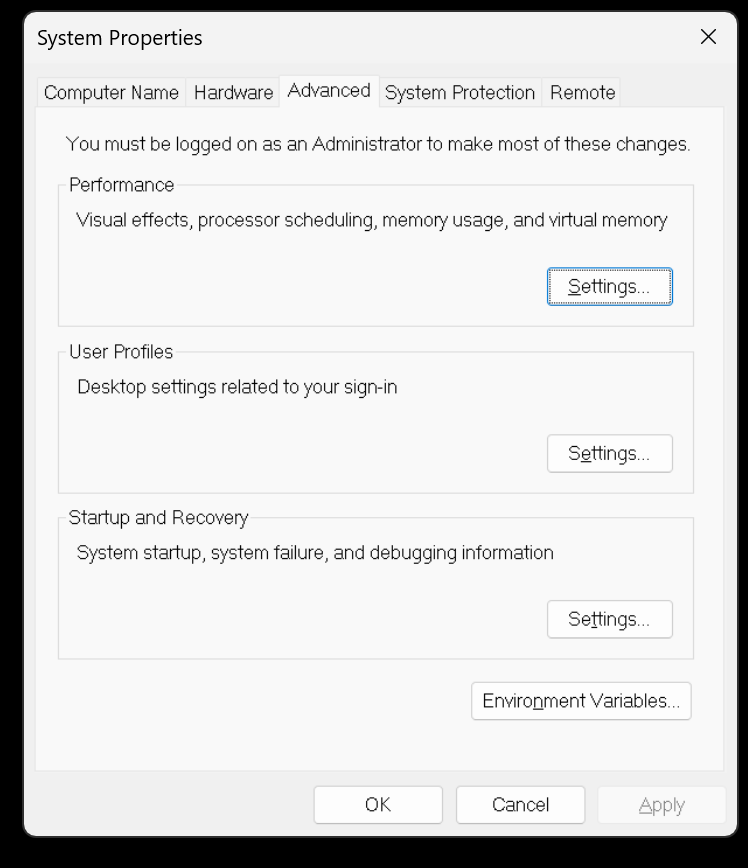 System Properties
Computer Name Hardware Advanced System Protection Remote
You must be logged on as an Administrator to make most of these changes.
Performance
Visual effects, processor scheduling, memory usage, and virtual memory
Settings...
User Profiles
Desktop settings related to your sign-in
Settings...
Startup and Recovery
System startup, system failure, and debugging information
Settings...
Environment Variables...
OK Cancel Apply